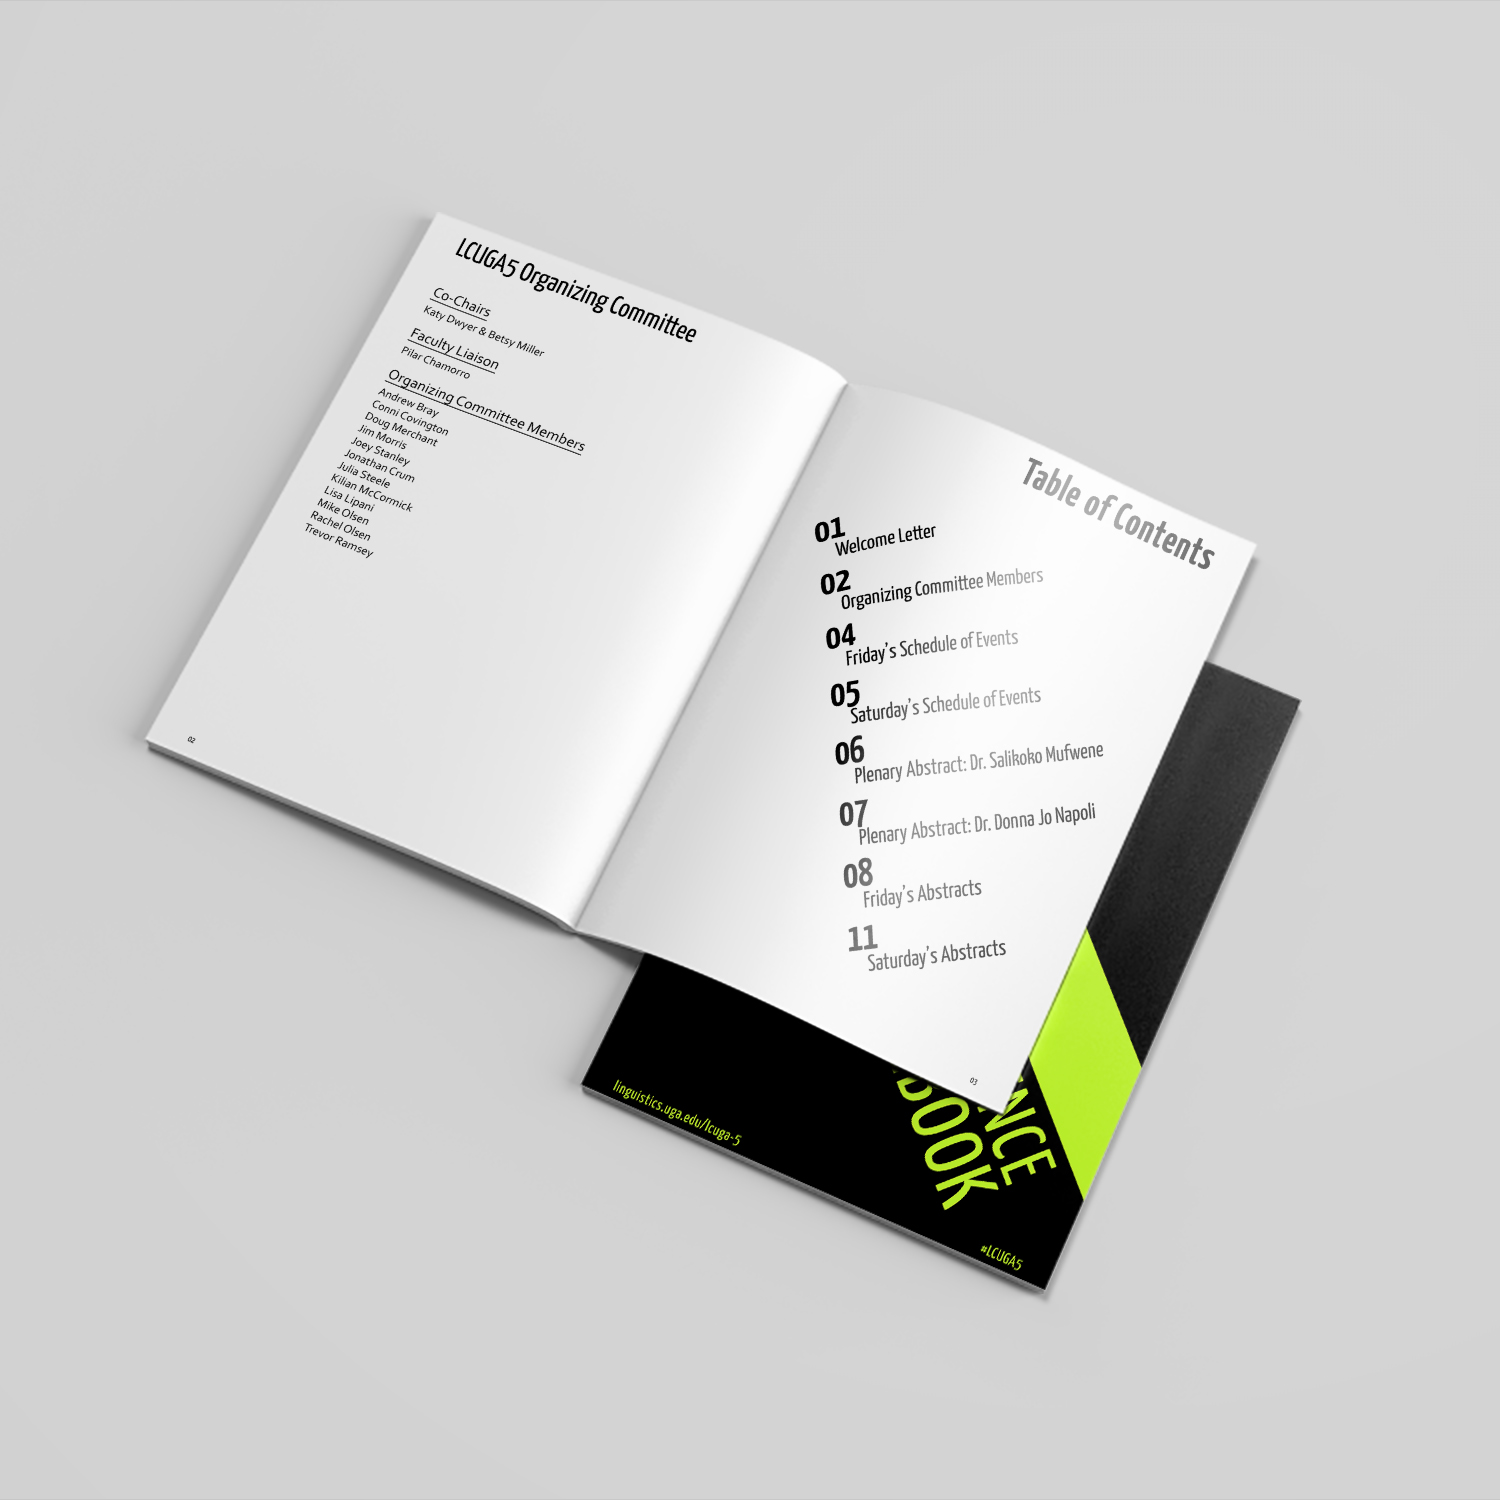 LCUGA5 Organizing Committee
Co-Chairs
Katy Dwyer & Betsy Miller
Faculty Liaison
Pilar Chamorro
Organizing Committee Members
Andrew Bray
Conni Covington
Doug Merchant
Jim Morris
Joey Stanley
Jonathan Crum
Julia Steele
Kilian McCormick
Lisa Lipani
Mike Olsen
Rachel Olsen
Trevor Ramsey
02
Table of Contents
01
Welcome Letter
02
Organizing Committee Members
04
Friday's Schedule of Events
05
Saturday's Schedule of Events
06
Plenary Abstract: Dr. Salikoko Mufwene
07
Plenary Abstract: Dr. Donna Jo Napoli
08
Friday's Abstracts
11
Saturday's Abstracts
03
NCE
BOOK
linguistics.uga.edu/lcuga-5
#LCUGA5